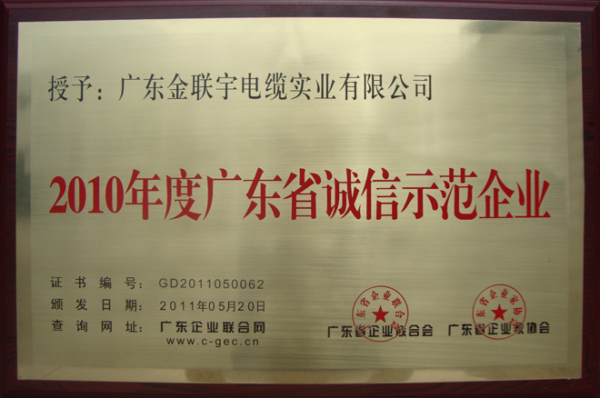 授予：广东金联宇电缆实业有限公司
2010年度广东省诚信示范企业
证书编号：GD2011050062
颁发日期：2011年05月20日
查询网址：广东企业联合网
www.c-gec.cn
广东省企业联合会
广东省企业家协会